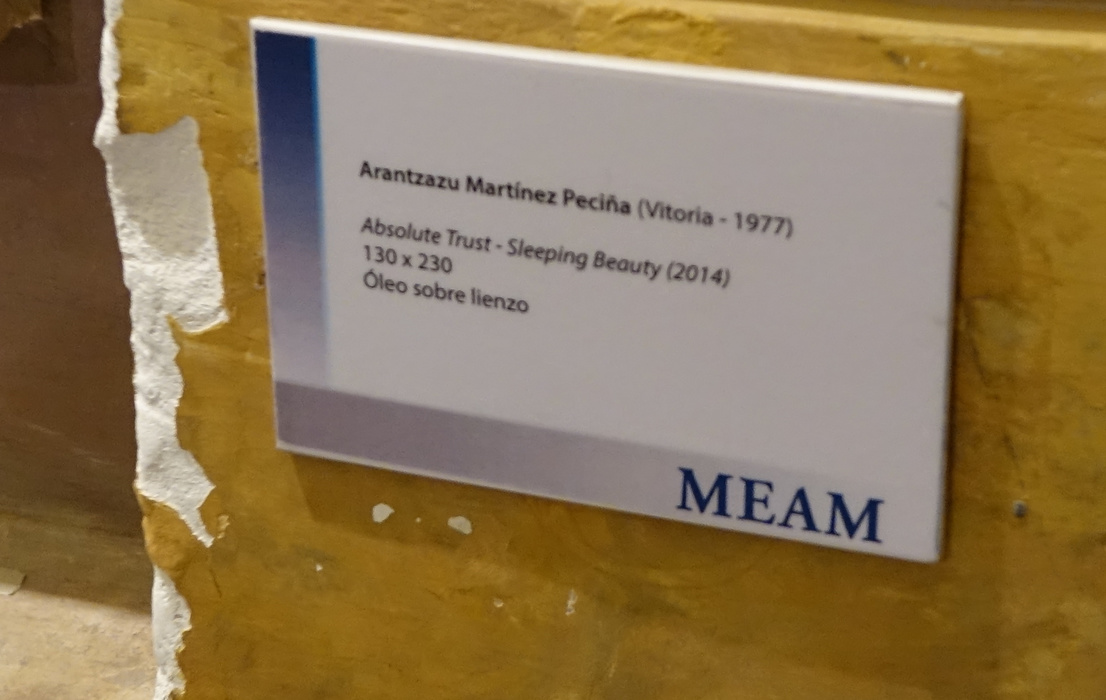 Arantzazu Martínez Peciña (Vitoria - 1977)
Absolute Trust - Sleeping Beauty (2014)
130 x 230
Óleo sobre lienzo
MEAM